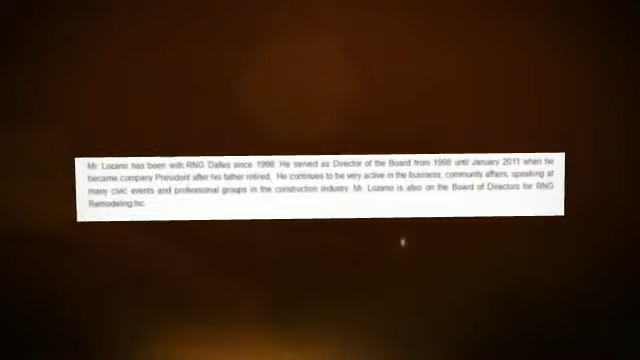 Mr. Lozano has been with RNG Dallas since 1998. He served as Director of the Board from 1998 until January 2011 when he
became company President after his father retired. He continues to be very active in the business, community affairs, speaking at
many civic events and professional groups in the construction industry. Mr. Lozano is also on the Board of Directors for RNG
Remodeling Inc.